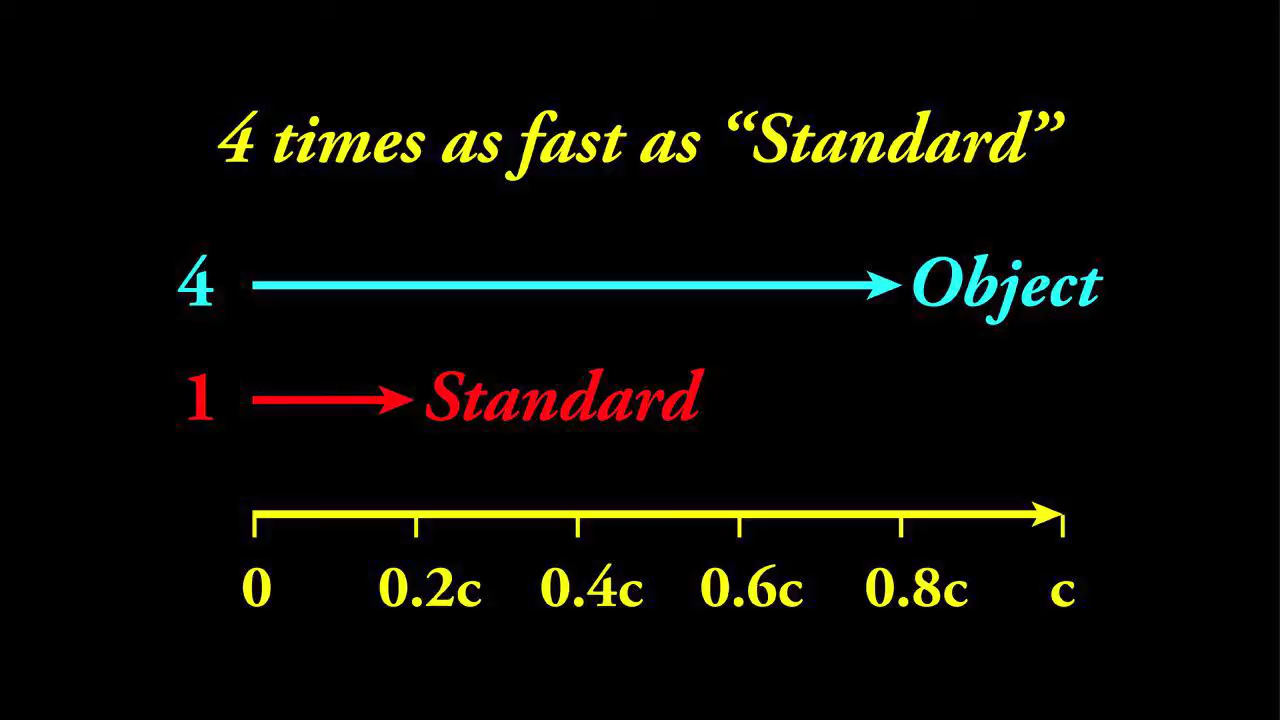 4 times as fast as “Standard”
4 Object
1 Standard
0 0.2c 0.4c 0.6c 0.8c c